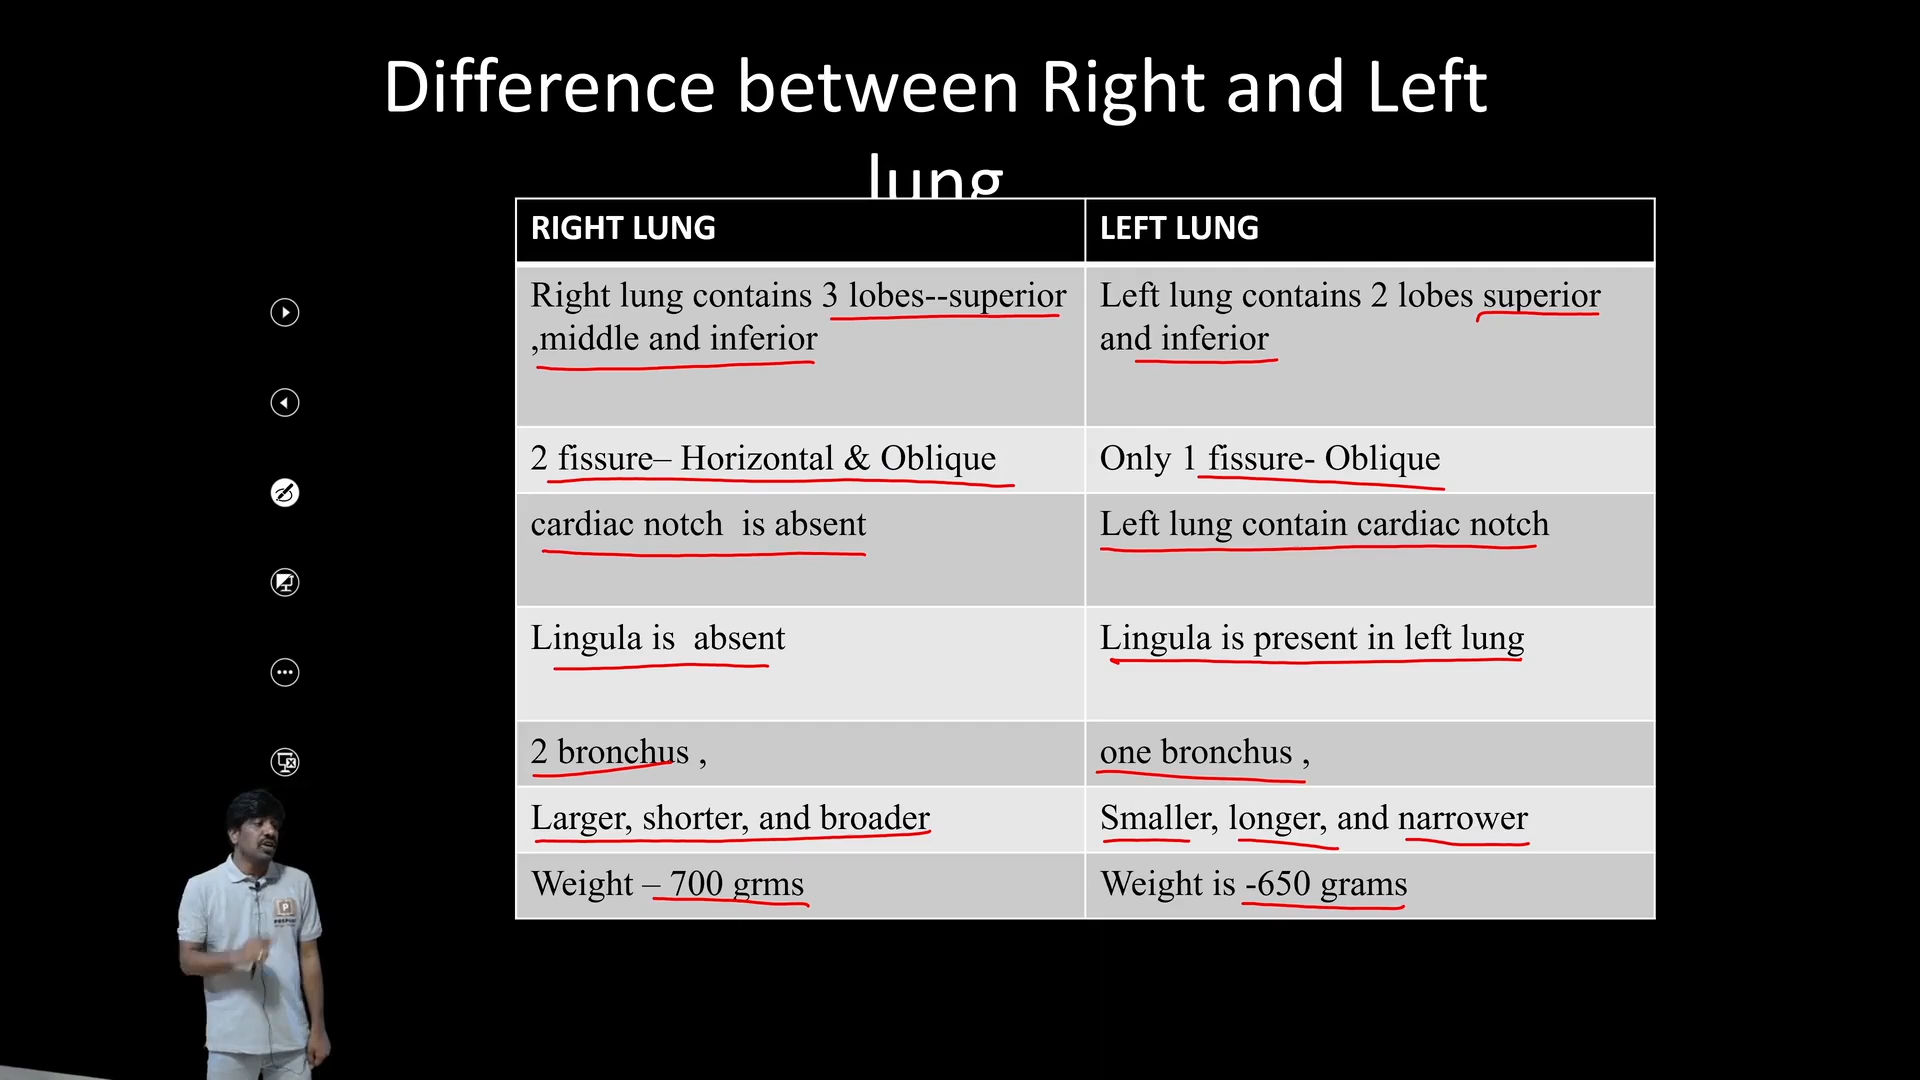 Difference between Right and Left
lung
RIGHT LUNG
LEFT LUNG
Right lung contains 3 lobes--superior
,middle and inferior
Left lung contains 2 lobes superior
and inferior
2 fissure– Horizontal & Oblique
Only 1 fissure- Oblique
cardiac notch is absent
Left lung contain cardiac notch
Lingula is absent
Lingula is present in left lung
2 bronchus ,
one bronchus ,
Larger, shorter, and broader
Smaller, longer, and narrower
Weight – 700 grms
Weight is -650 grams
P